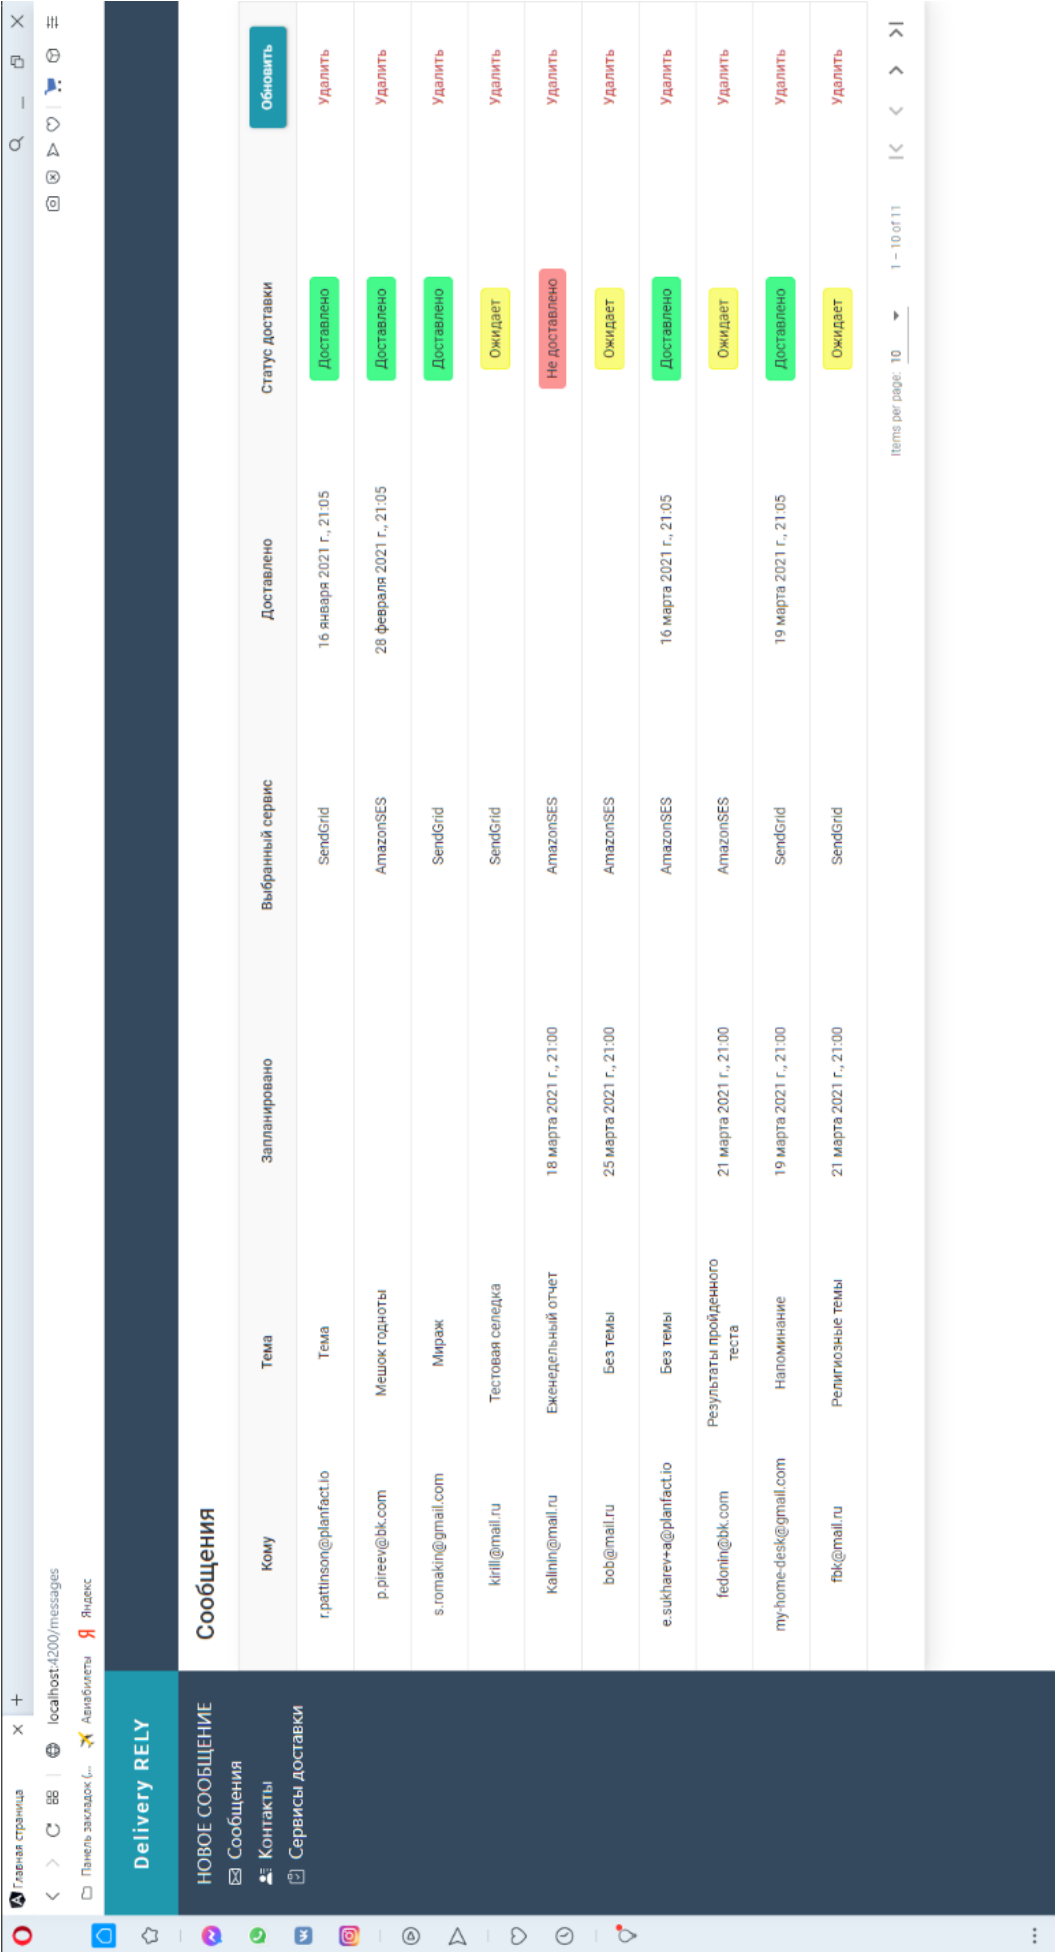 Главная страница
localhost:4200/messages
Панель закладок (... Авиабилеты Яндекс
Delivery RELY
НОВОЕ СООБЩЕНИЕ
Сообщения
Контакты
Сервисы доставки
Сообщения
Кому Тема Запланировано Выбранный сервис Доставлено Статус доставки Обновить
r.pattinson@planfact.io Тема SendGrid 16 января 2021 г., 21:05 Доставлено Удалить
p.pireev@bk.com Мешок годноты AmazonSES 28 февраля 2021 г., 21:05 Доставлено Удалить
s.romakin@gmail.com Мираж SendGrid Доставлено Удалить
kirill@mail.ru Тестовая селедка SendGrid Ожидает Удалить
Kalinin@mail.ru Еженедельный отчет 18 марта 2021 г., 21:00 AmazonSES Не доставлено Удалить
bob@mail.ru Без темы 25 марта 2021 г., 21:00 AmazonSES Ожидает Удалить
e.sukharev+a@planfact.io Без темы AmazonSES 16 марта 2021 г., 21:05 Доставлено Удалить
fedonin@bk.com Результаты пройденного 21 марта 2021 г., 21:00 AmazonSES Ожидает Удалить
теста
my-home-desk@gmail.com Напоминание 19 марта 2021 г., 21:00 SendGrid 19 марта 2021 г., 21:05 Доставлено Удалить
fbk@mail.ru Религиозные темы 21 марта 2021 г., 21:00 SendGrid Ожидает Удалить
Items per page: 10 1 – 10 of 11